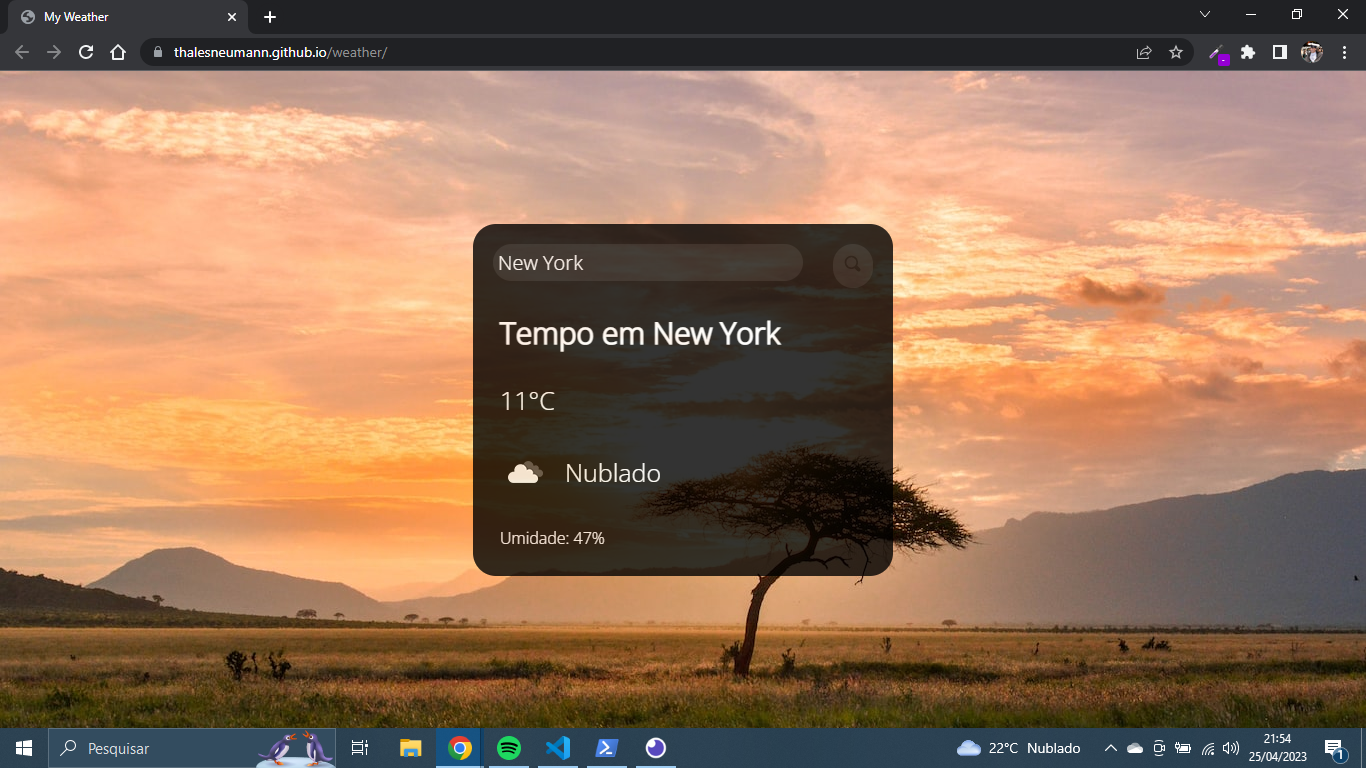 My Weather
thalesneumann.github.io/weather/
New York
Tempo em New York
11°C
Nublado
Umidade: 47%
Pesquisar
22°C Nublado
21:54
25/04/2023
1